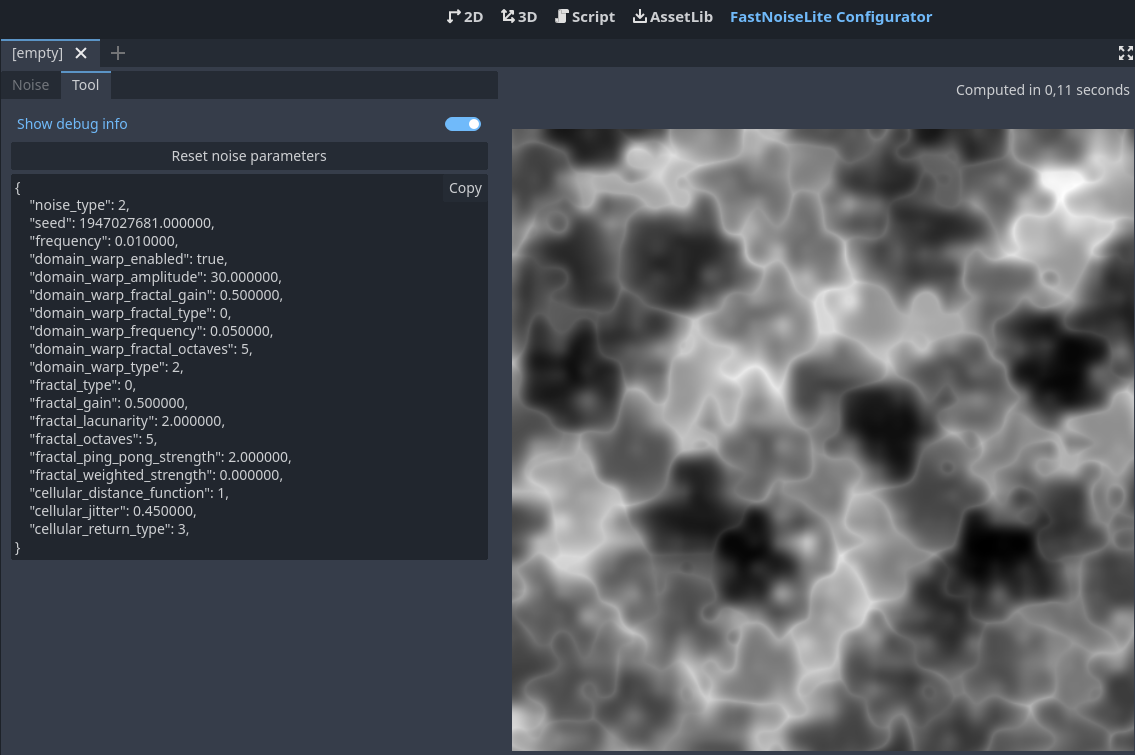 2D 3D Script AssetLib FastNoiseLite Configurator
[empty]
Noise Tool
Computed in 0,11 seconds
Show debug info
Reset noise parameters
Copy
{
"noise_type": 2,
"seed": 1947027681.000000,
"frequency": 0.010000,
"domain_warp_enabled": true,
"domain_warp_amplitude": 30.000000,
"domain_warp_fractal_gain": 0.500000,
"domain_warp_fractal_type": 0,
"domain_warp_frequency": 0.050000,
"domain_warp_fractal_octaves": 5,
"domain_warp_type": 2,
"fractal_type": 0,
"fractal_gain": 0.500000,
"fractal_lacunarity": 2.000000,
"fractal_octaves": 5,
"fractal_ping_pong_strength": 2.000000,
"fractal_weighted_strength": 0.000000,
"cellular_distance_function": 1,
"cellular_jitter": 0.450000,
"cellular_return_type": 3,
}